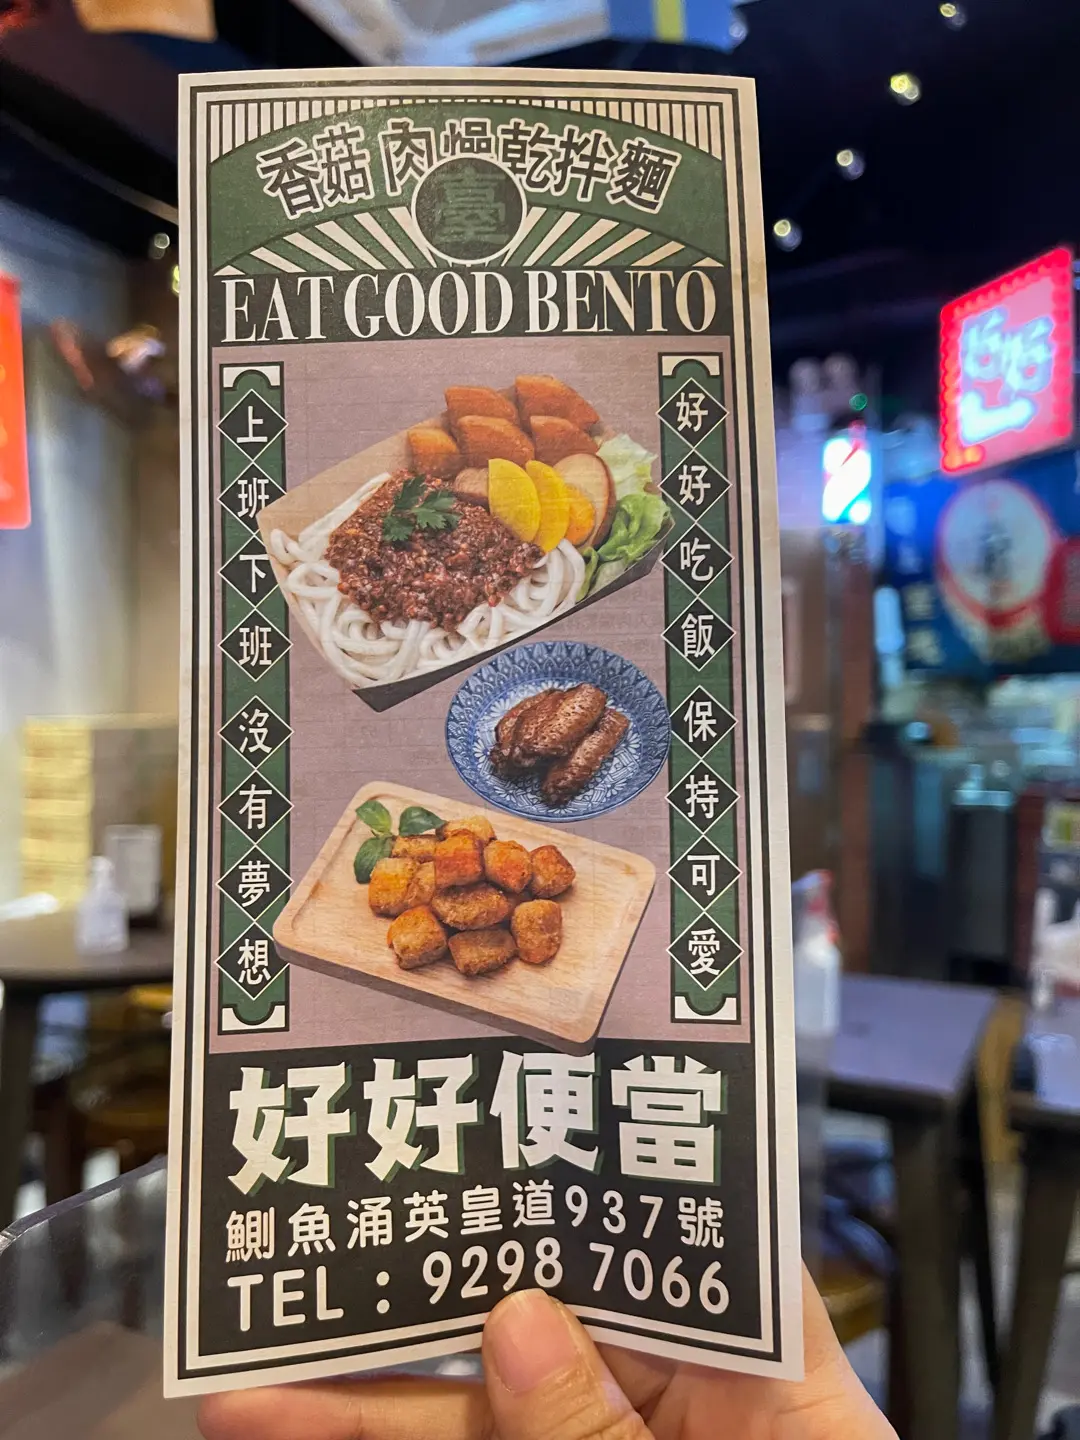 香菇肉燥乾拌麵
臺
EAT GOOD BENTO
上班下班沒有夢想
好好吃飯保持可愛
好好便當
鰂魚涌英皇道937號
TEL：9298 7066